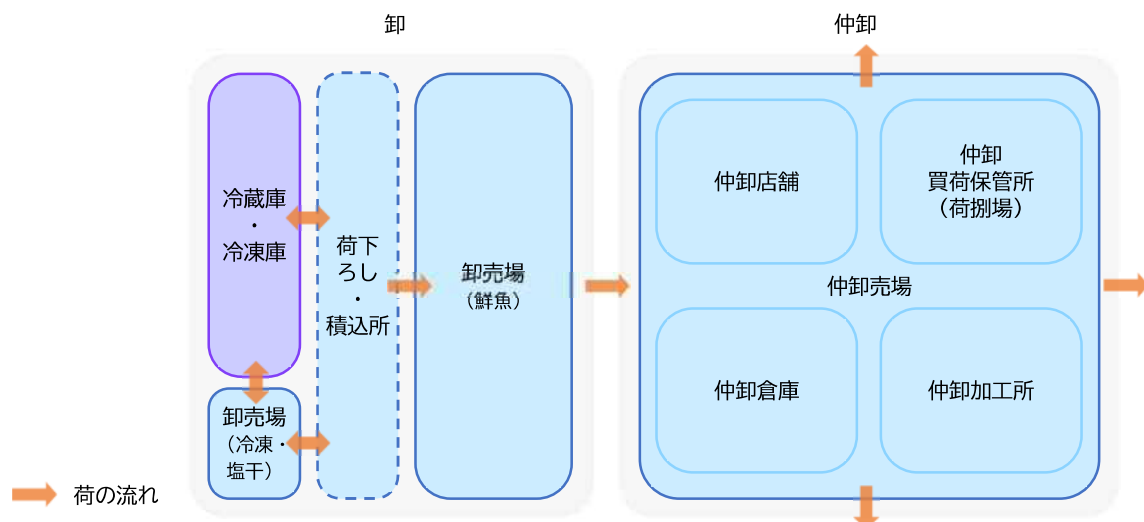 卸
仲卸
冷蔵庫
・
冷凍庫
荷下
ろし
・
積込所
卸売場
（鮮魚）
卸売場
（冷凍・
塩干）
仲卸店舗
仲卸
買荷保管所
（荷捌場）
仲卸売場
仲卸倉庫
仲卸加工所
荷の流れ